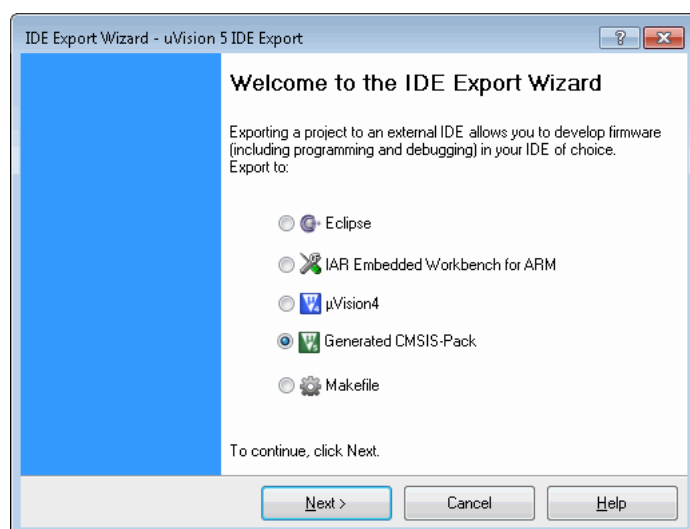 IDE Export Wizard - uVision 5 IDE Export
Welcome to the IDE Export Wizard
Exporting a project to an external IDE allows you to develop firmware
(including programming and debugging) in your IDE of choice.
Export to:
Eclipse
IAR Embedded Workbench for ARM
µVision4
Generated CMSIS-Pack
Makefile
To continue, click Next.
Next >
Cancel
Help